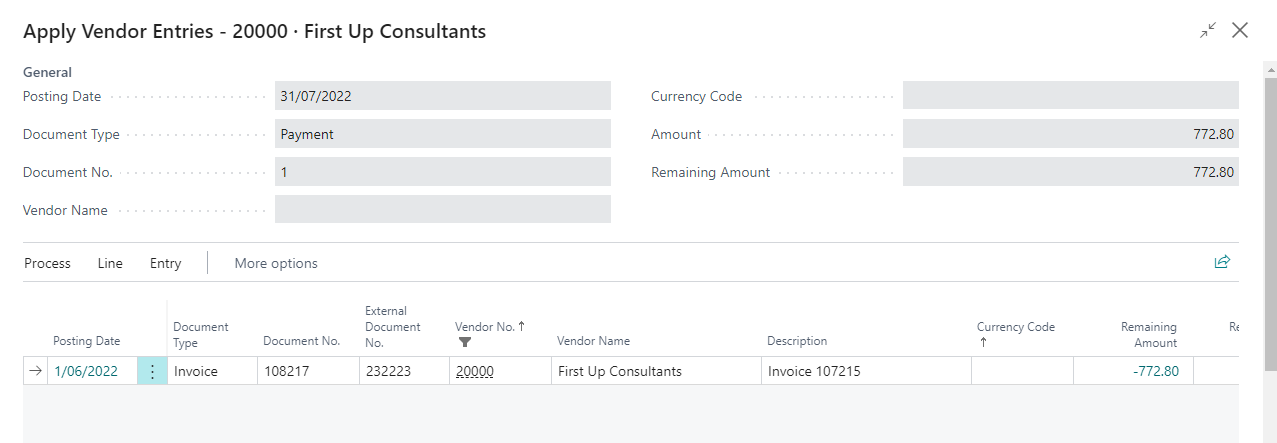 Apply Vendor Entries - 20000 · First Up Consultants
General
Posting Date 31/07/2022 Currency Code
Document Type Payment Amount 772.80
Document No. 1 Remaining Amount 772.80
Vendor Name
Process Line Entry More options
Posting Date Document Type Document No. External Document No. Vendor No. ↑ Vendor Name Description Currency Code ↑ Remaining Amount Re
1/06/2022 Invoice 108217 232223 20000 First Up Consultants Invoice 107215 -772.80